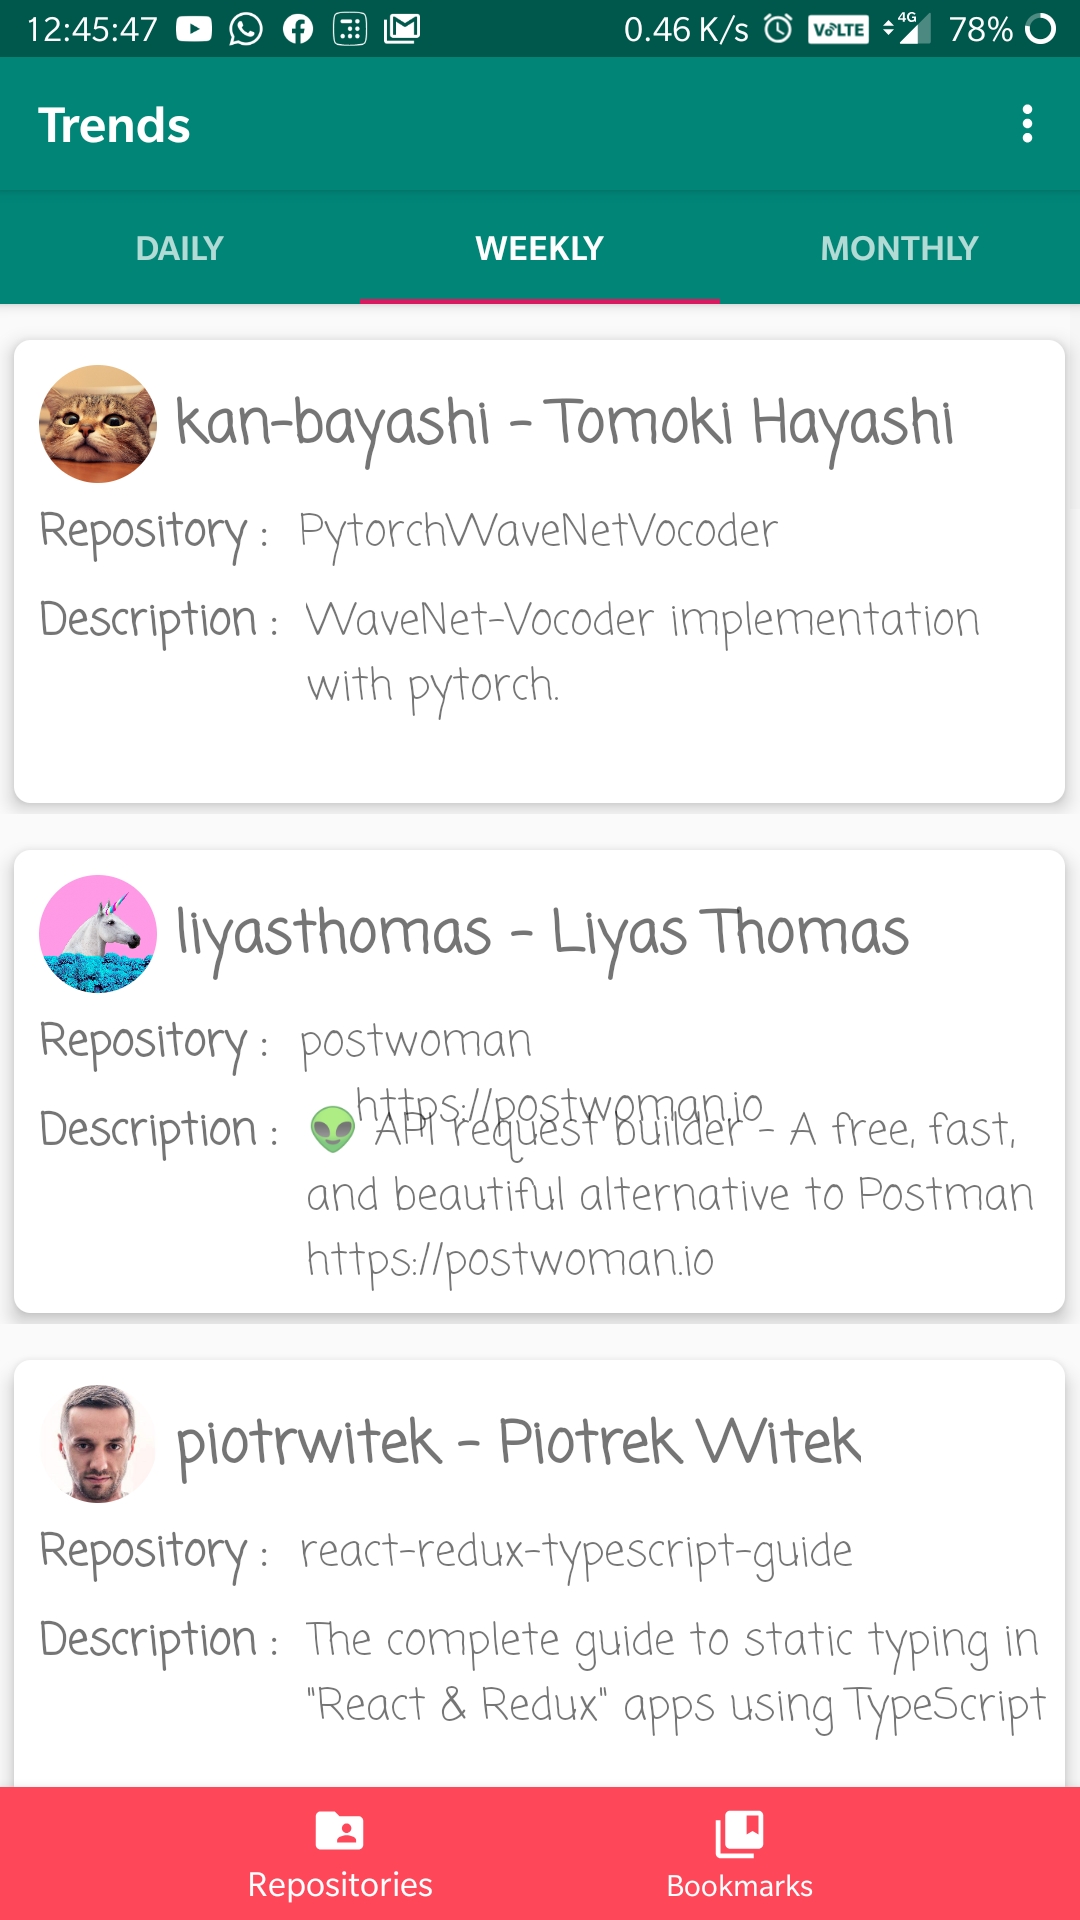 12:45:47 0.46 K/s VoLTE 4G 78%
Trends
DAILY WEEKLY MONTHLY
kan-bayashi - Tomoki Hayashi
Repository : PytorchWaveNetVocoder
Description : WaveNet-Vocoder implementation
with pytorch.
liyasthomas - Liyas Thomas
Repository : postwoman
https://postwoman.io
Description : 👽 API request builder - A free, fast,
and beautiful alternative to Postman
https://postwoman.io
piotrwitek - Piotrek Witek
Repository : react-redux-typescript-guide
Description : The complete guide to static typing in
"React & Redux" apps using TypeScript
Repositories Bookmarks